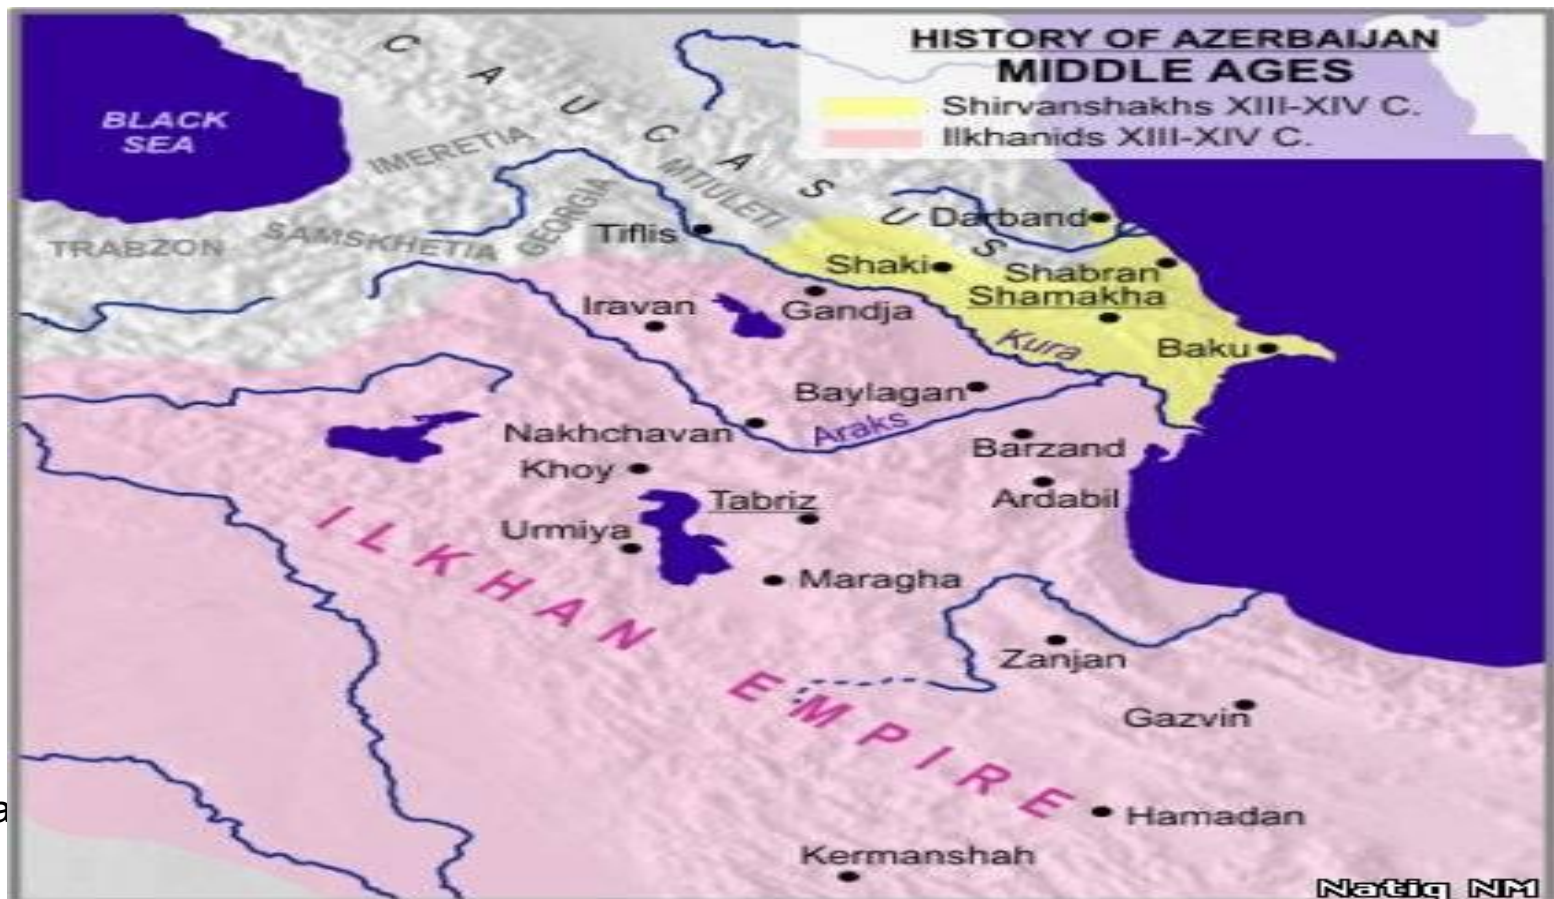 HISTORY OF AZERBAIJAN
MIDDLE AGES
Shirvanshakhs XIII-XIV C.
Ilkhanids XIII-XIV C.
BLACK
SEA
CAUCASUS
IMERETIA
MTIULETI
GEORGIA
SAMSKHETIA
TRABZON
Tiflis
Darband
Shaki
Shabran
Shamakha
Iravan
Gandja
Kura
Baku
Baylagan
Araks
Nakhchavan
Barzand
Khoy
Ardabil
Tabriz
Urmiya
Maragha
ILKHAN EMPIRE
Zanjan
Gazvin
Hamadan
Kermanshah
a
Natiq NM